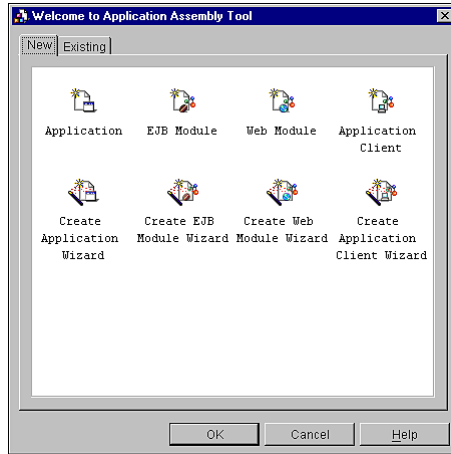 Welcome to Application Assembly Tool
New Existing
Application EJB Module Web Module Application Client
Create Application Wizard Create EJB Module Wizard Create Web Module Wizard Create Application Client Wizard
OK Cancel Help